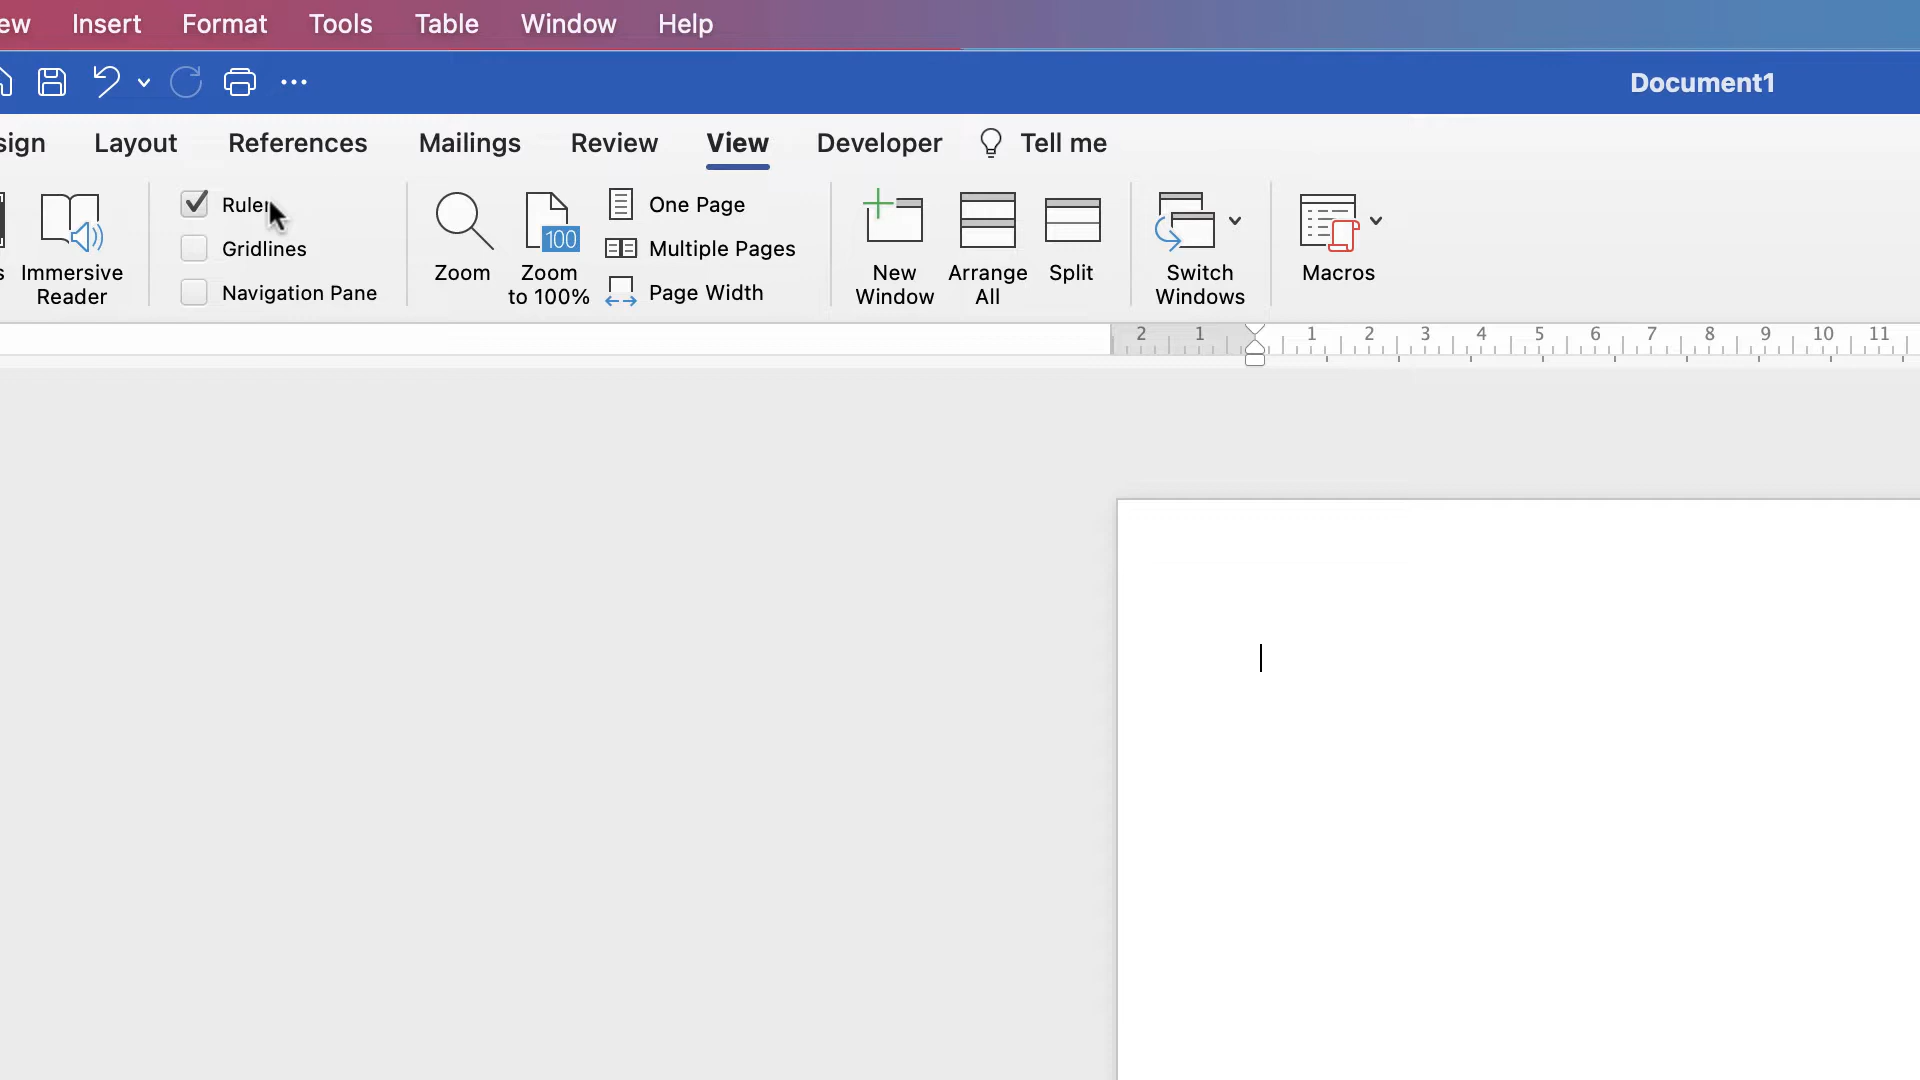 ew Insert Format Tools Table Window Help
Document1
sign Layout References Mailings Review View Developer Tell me
s
Immersive
Reader
Ruler
Gridlines
Navigation Pane
Zoom
100
Zoom
to 100%
One Page
Multiple Pages
Page Width
New
Window
Arrange
All
Split
Switch
Windows
Macros
2 1 1 2 3 4 5 6 7 8 9 10 11